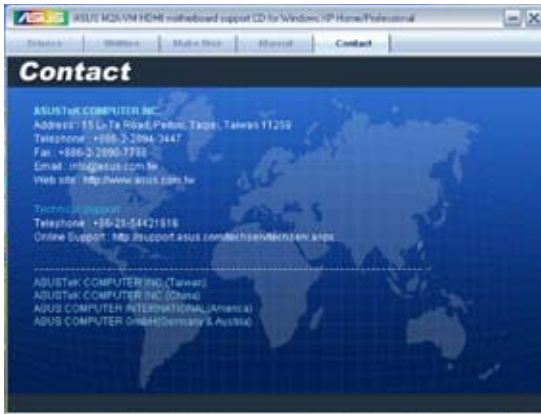 ASUS M2A-VM HDMI motherboard support CD for Windows XP Home/Professional
Drivers Utilities Make Disk Manual Contact
Contact
ASUSTeK COMPUTER INC.
Address : 15 Li-Te Road, Peitou, Taipei, Taiwan 11259
Telephone : +886-2-2894-3447
Fax : +886-2-2890-7798
Email : info@asus.com.tw
Web site : http://www.asus.com.tw
Technical Support
Telephone : +86-21-54421616
Online Support : http://support.asus.com/techserv/techserv.aspx
ASUSTeK COMPUTER INC.(Taiwan)
ASUSTeK COMPUTER INC.(China)
ASUS COMPUTER INTERNATIONAL(America)
ASUS COMPUTER GmbH(Germany & Austria)